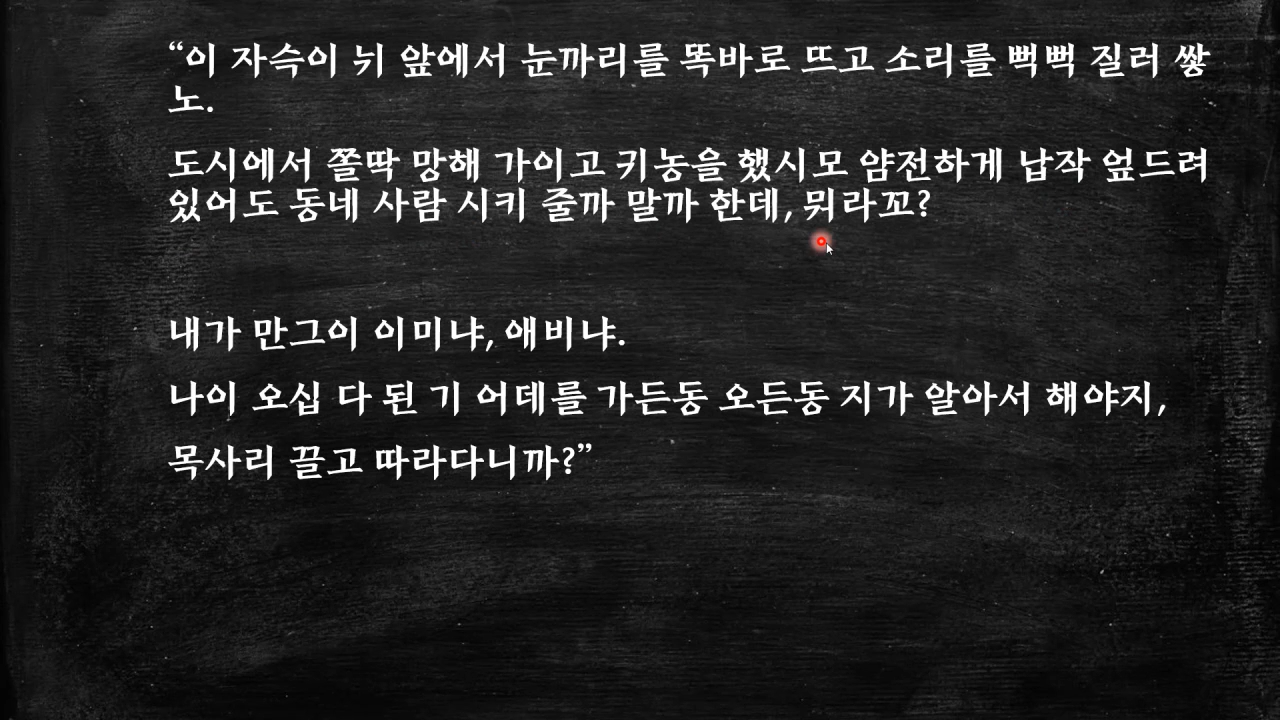 “이 자슥이 뉘 앞에서 눈까리를 똑바로 뜨고 소리를 뻑뻑 질러 쌓
노.
도시에서 쫄딱 망해 가이고 키농을 했시모 얌전하게 납작 엎드려
있어도 동네 사람 시키 줄까 말까 한데, 뭐라꼬?
내가 만그이 이미냐, 애비냐.
나이 오십 다 된 기 어데를 가든동 오든동 지가 알아서 해야지,
목사리 끌고 따라다니까?”